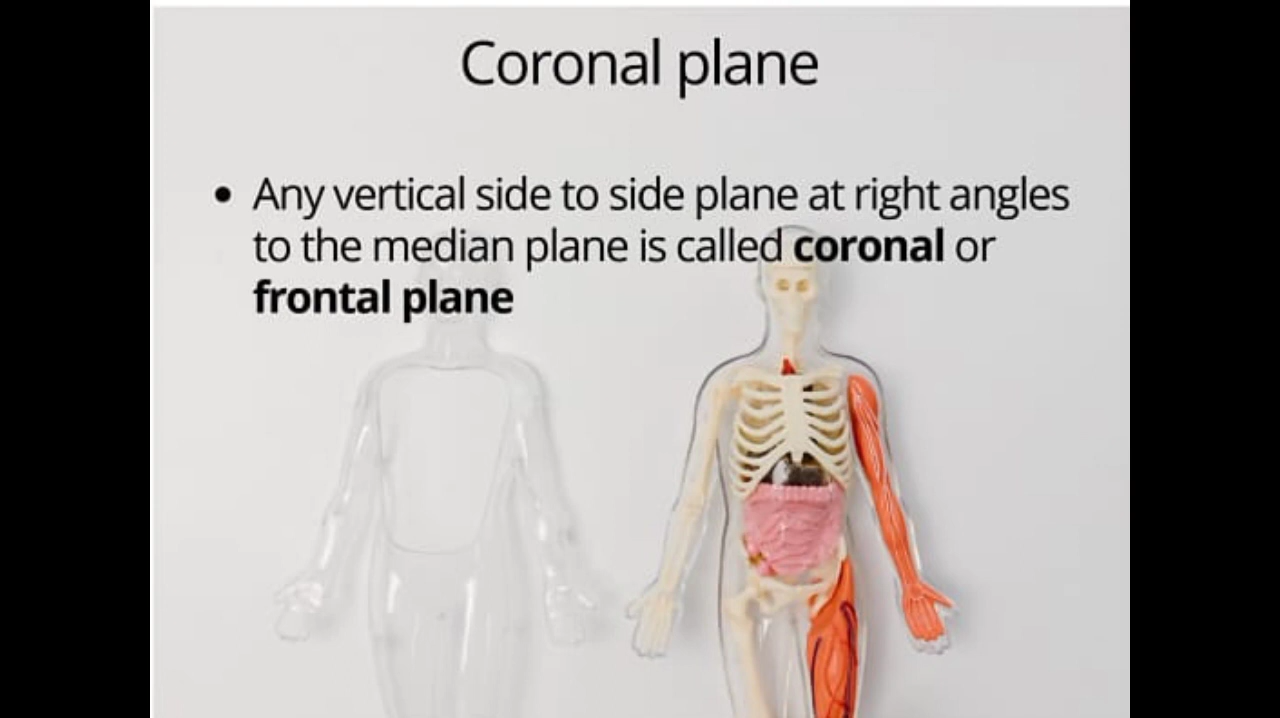 Coronal plane
• Any vertical side to side plane at right angles
to the median plane is called coronal or
frontal plane